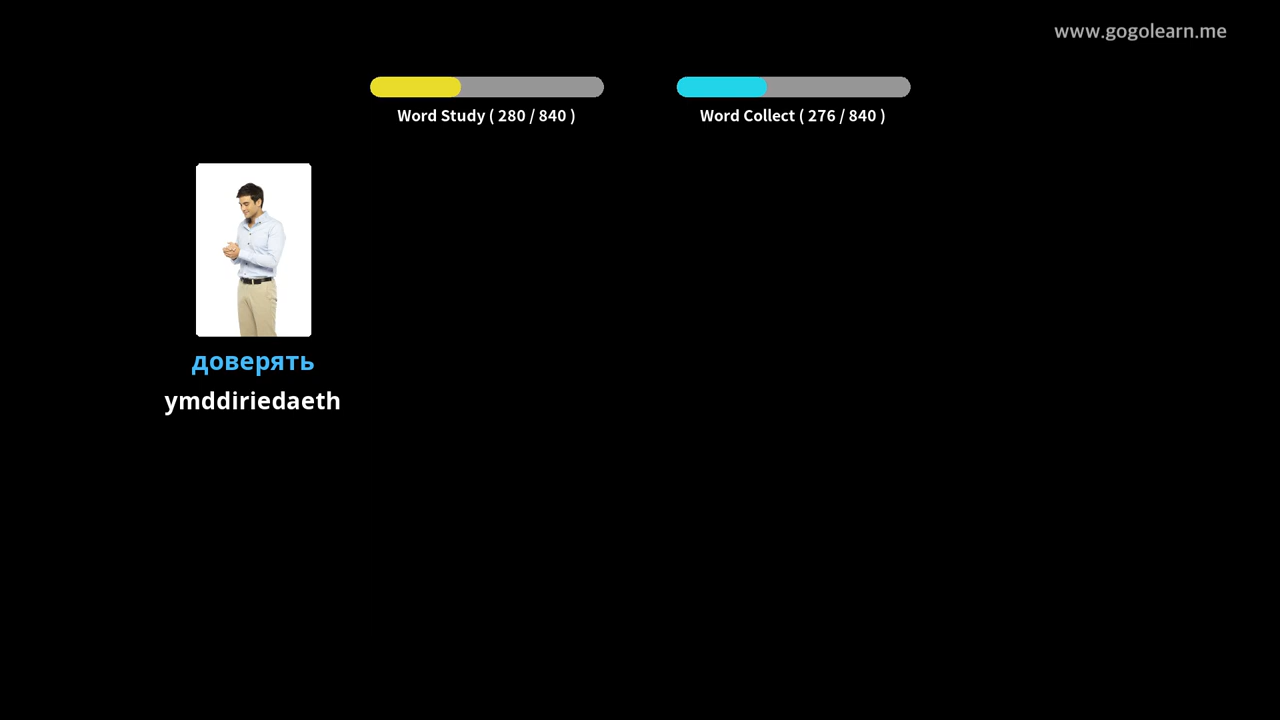 www.gogolearn.me
Word Study ( 280 / 840 )
Word Collect ( 276 / 840 )
доверять
ymddiriedaeth